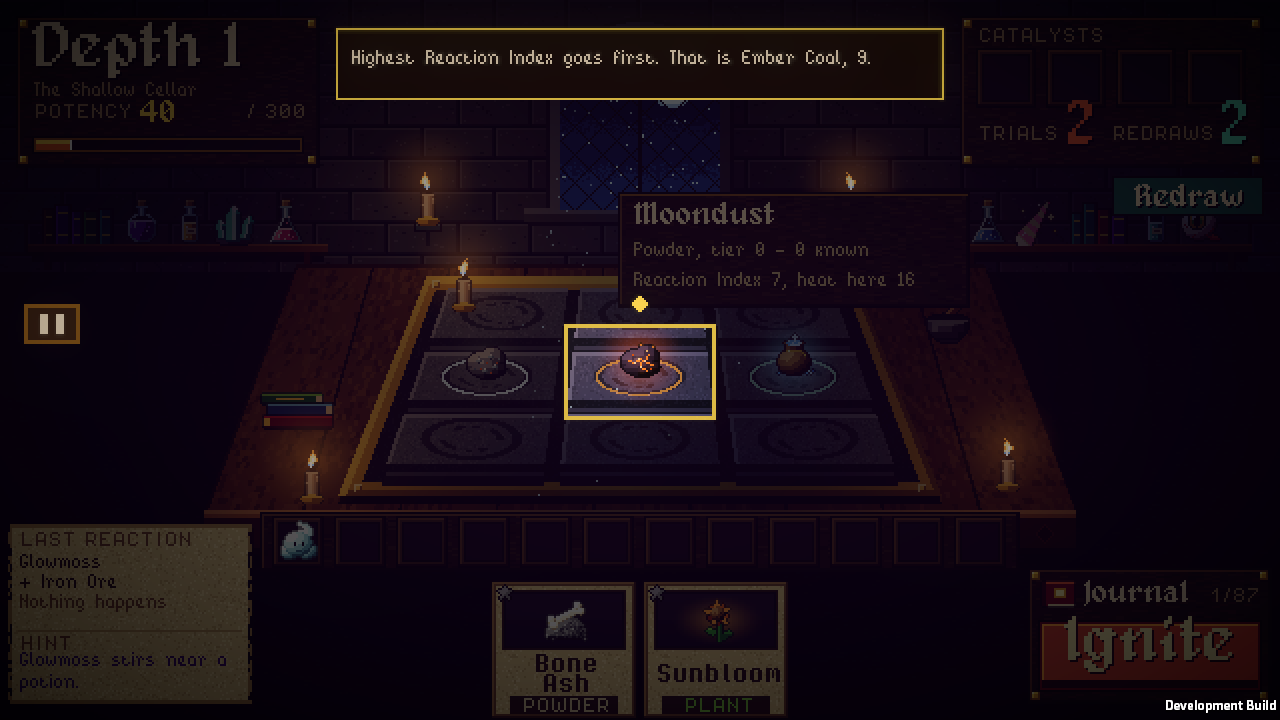 Depth 1
The Shallow Cellar
POTENCY 40 / 300
Highest Reaction Index goes first. That is Ember Coal, 9.
CATALYSTS
TRIALS 2 REDRAWS 2
Redraw
Moondust
Powder, tier 0 - 0 known
Reaction Index 7, heat here 16
LAST REACTION
Glowmoss
+ Iron Ore
Nothing happens
HINT
Glowmoss stirs near a
potion.
Bone
Ash
POWDER
Sunbloom
PLANT
Journal 1/87
Ignite
Development Build